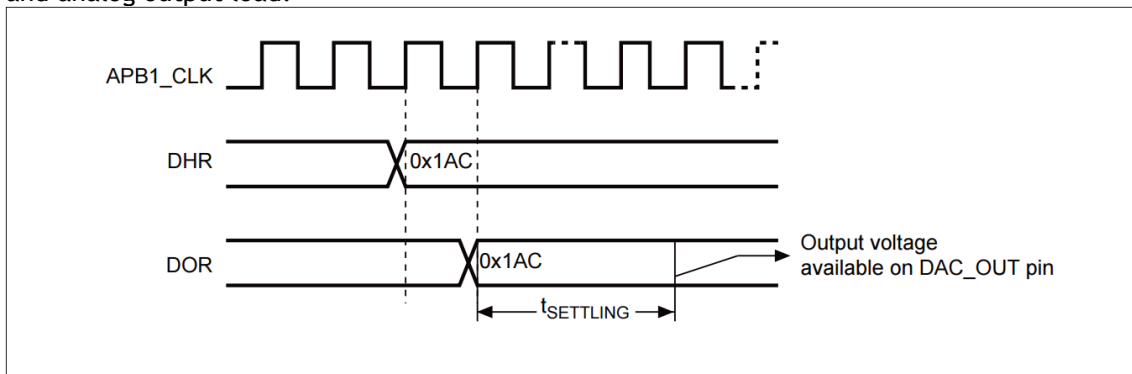 and analog output load.
APB1_CLK
DHR
0x1AC
DOR
0x1AC
Output voltage
available on DAC_OUT pin
tSETTLING